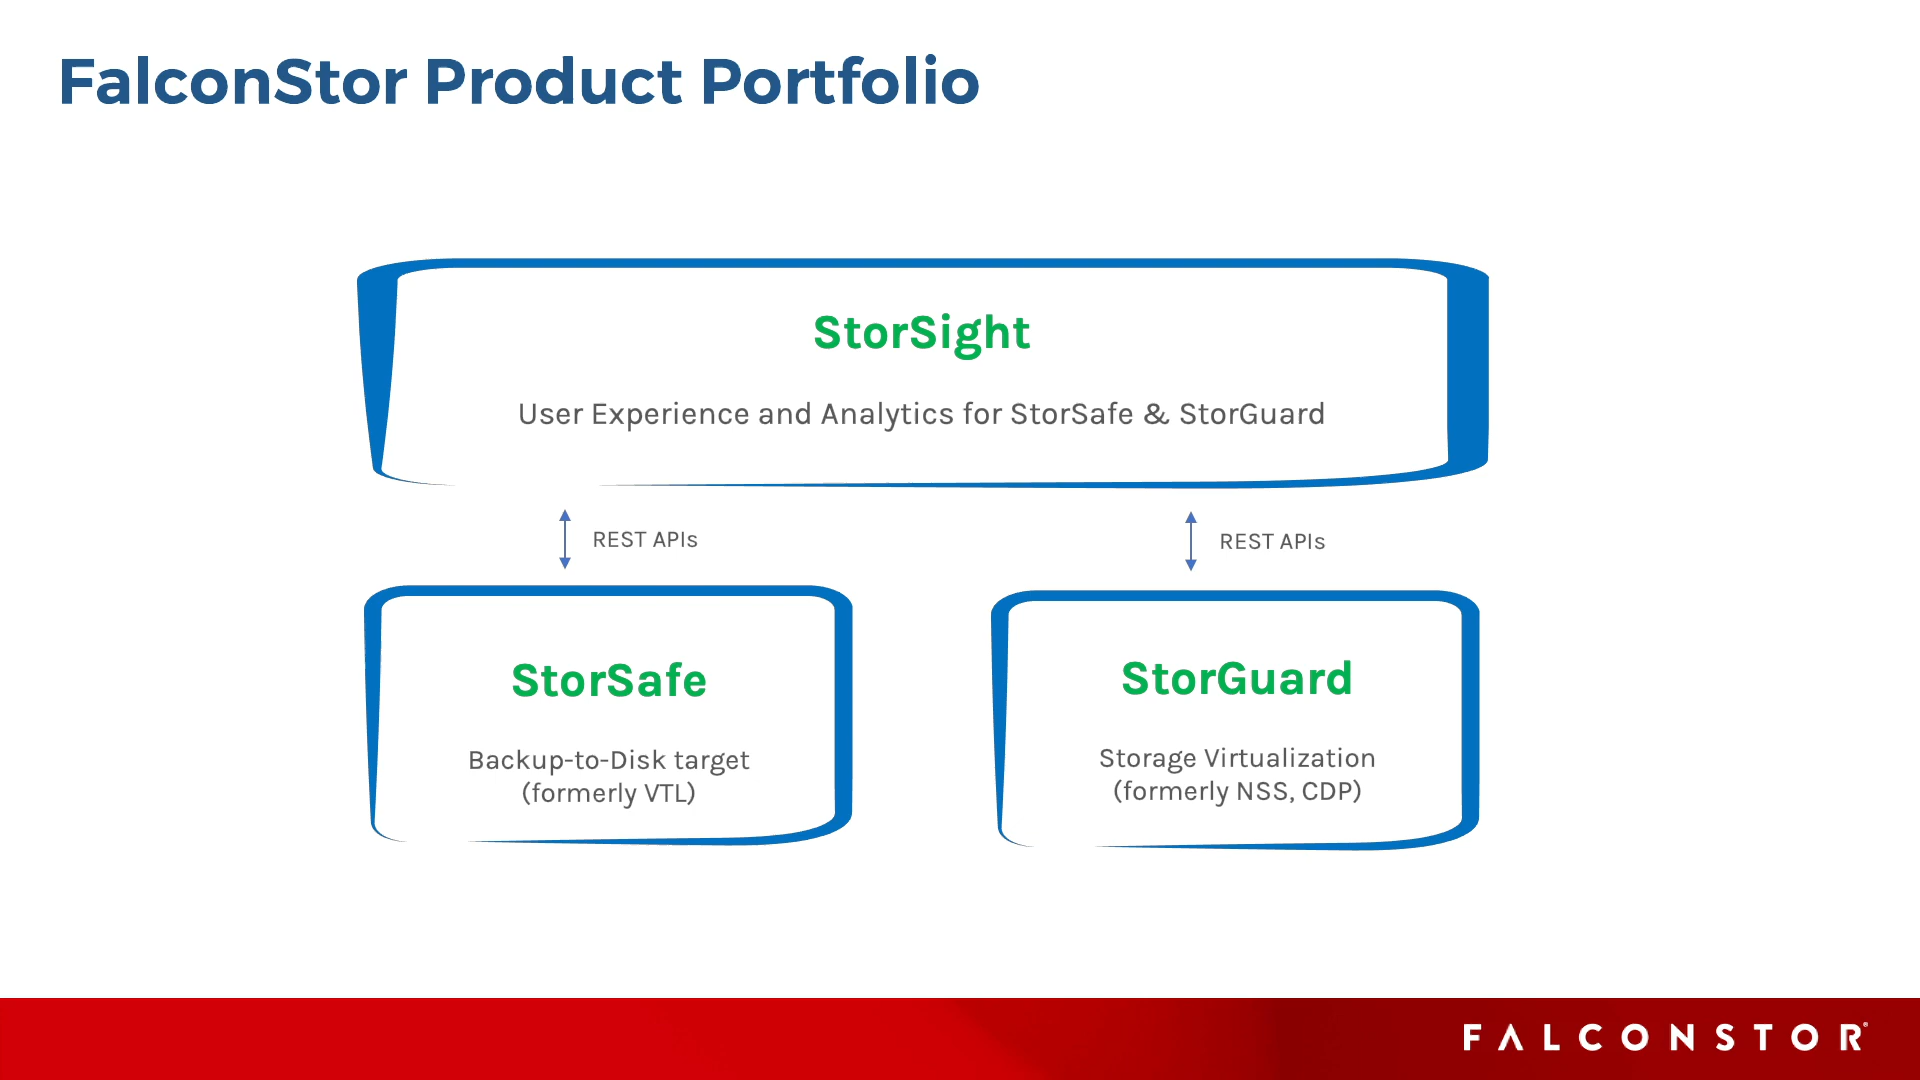 FalconStor Product Portfolio
StorSight
User Experience and Analytics for StorSafe & StorGuard
REST APIs
REST APIs
StorSafe
Backup-to-Disk target
(formerly VTL)
StorGuard
Storage Virtualization
(formerly NSS, CDP)
FALCONSTOR®